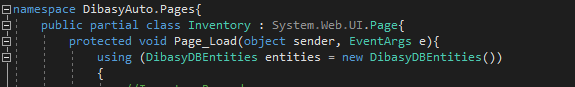 namespace DibasyAuto.Pages{
public partial class Inventory : System.Web.UI.Page{
protected void Page_Load(object sender, EventArgs e){
using (DibasyDBEntities entities = new DibasyDBEntities())
{